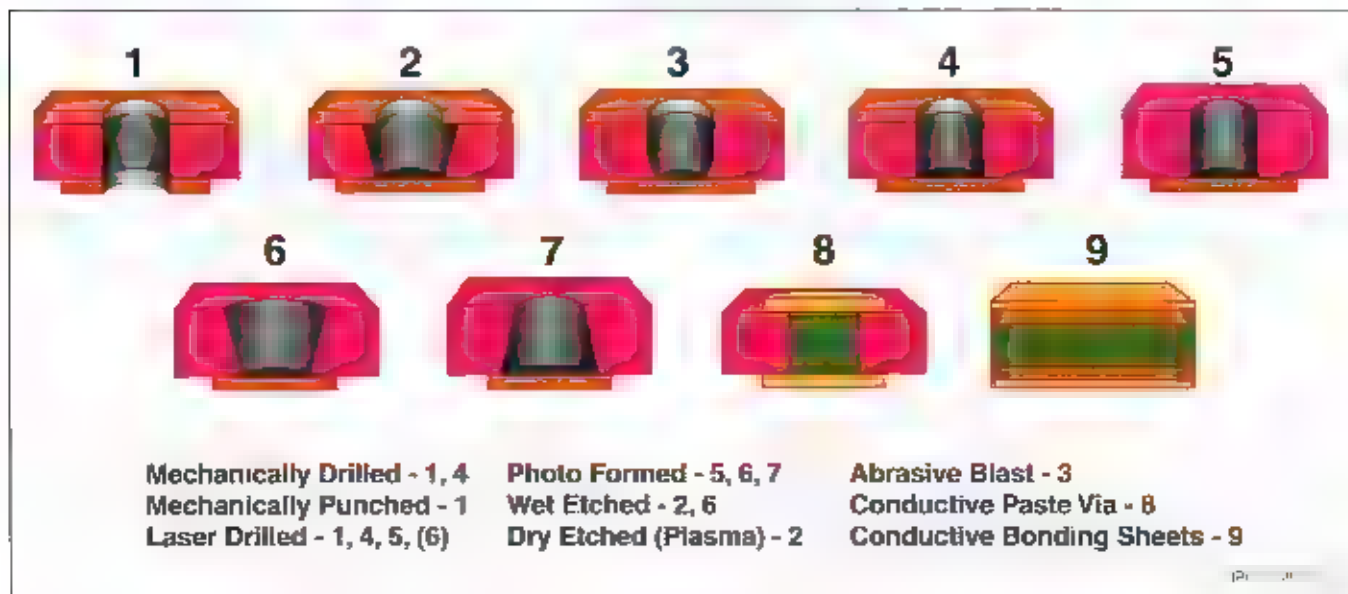 1 2 3 4 5
6 7 8 9
Mechanically Drilled - 1, 4 Photo Formed - 5, 6, 7 Abrasive Blast - 3
Mechanically Punched - 1 Wet Etched - 2, 6 Conductive Paste Via - 8
Laser Drilled - 1, 4, 5, (6) Dry Etched (Plasma) - 2 Conductive Bonding Sheets - 9